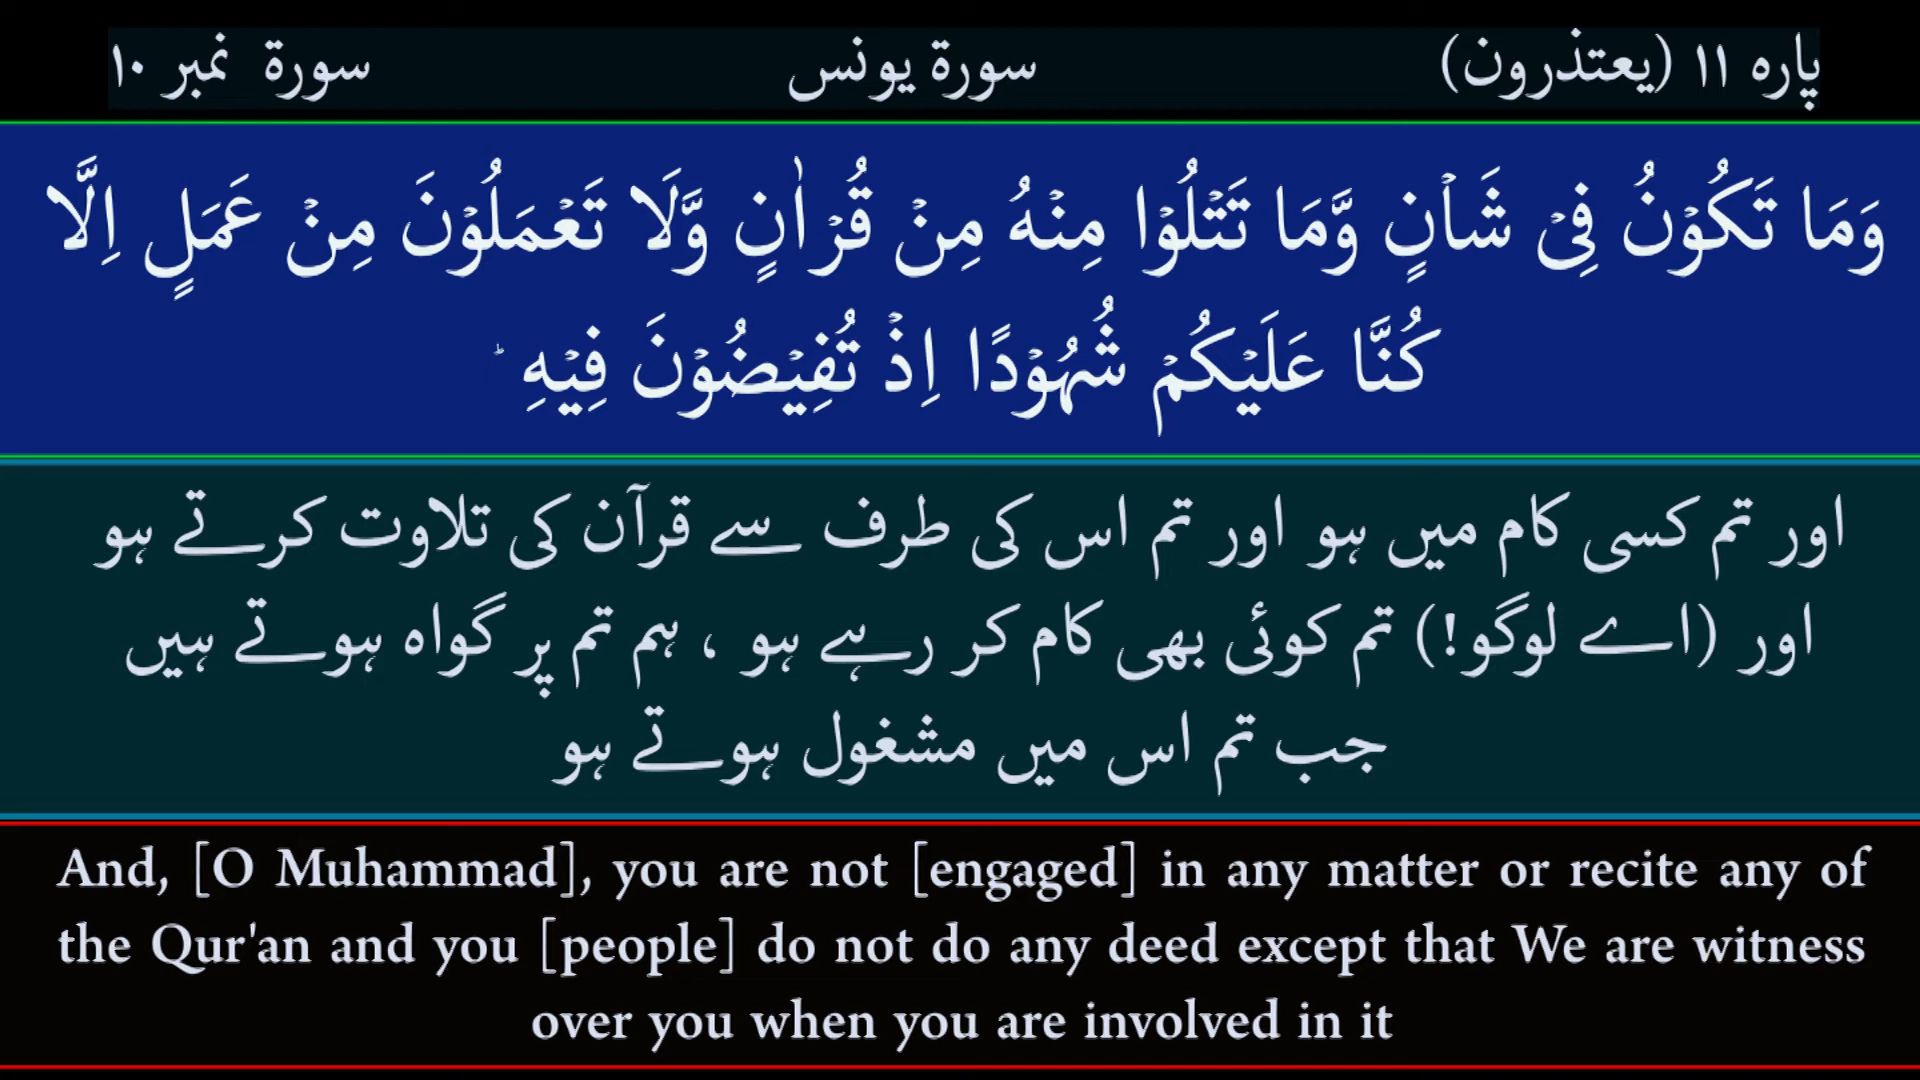 پارہ ۱۱ (یعتذرون) سورۃ یونس سورۃ نمبر ۱۰
وَمَا تَكُوۡنُ فِىۡ شَاۡنٍ وَّمَا تَتۡلُوۡا مِنۡهُ مِنۡ قُرۡاٰنٍ وَّلَا تَعۡمَلُوۡنَ مِنۡ عَمَلٍ اِلَّا
كُنَّا عَلَيۡكُمۡ شُهُوۡدًا اِذۡ تُفِيۡضُوۡنَ فِيۡهِ ؕ
اور تم کسی کام میں ہو اور تم اس کی طرف سے قرآن کی تلاوت کرتے ہو
اور (اے لوگو!) تم کوئی بھی کام کر رہے ہو ، ہم تم پر گواہ ہوتے ہیں
جب تم اس میں مشغول ہوتے ہو
And, [O Muhammad], you are not [engaged] in any matter or recite any of
the Qur'an and you [people] do not do any deed except that We are witness
over you when you are involved in it